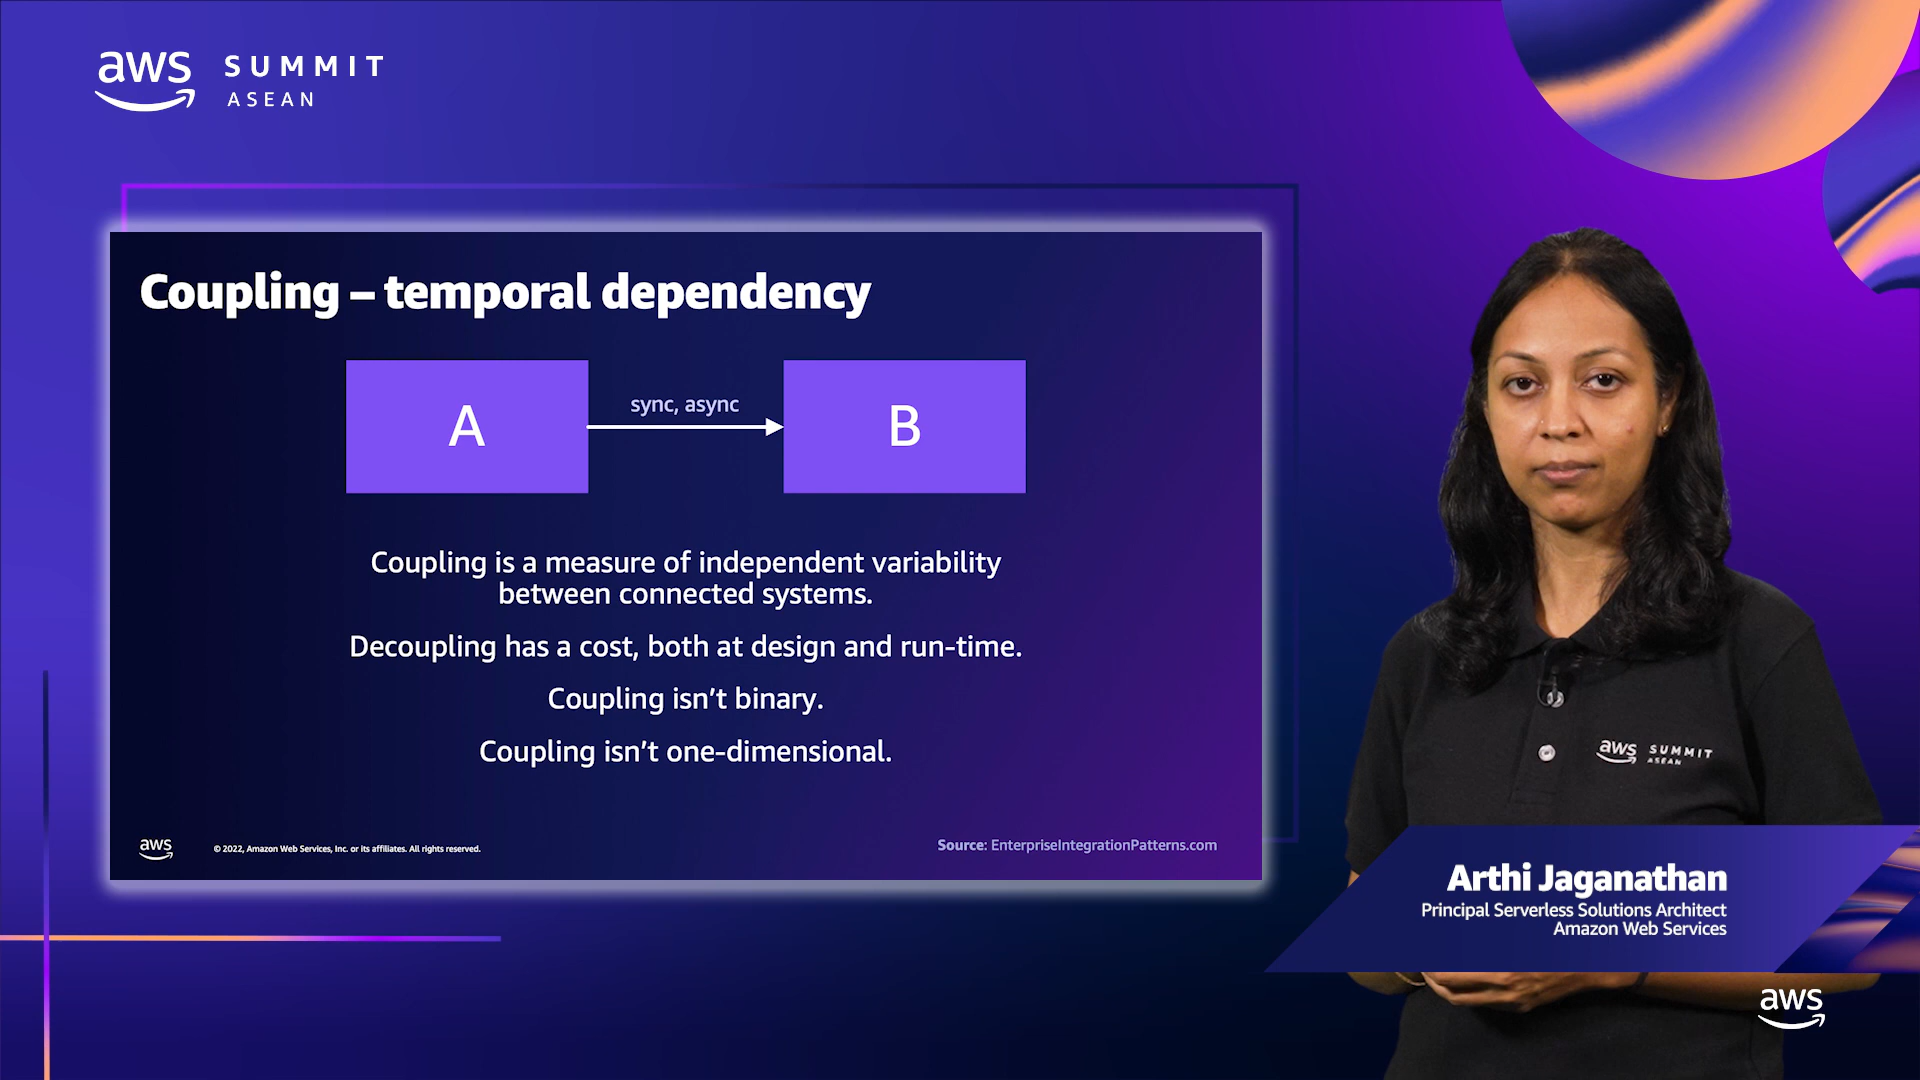 aws SUMMIT
ASEAN
Coupling – temporal dependency
A
sync, async
B
Coupling is a measure of independent variability
between connected systems.
Decoupling has a cost, both at design and run-time.
Coupling isn’t binary.
Coupling isn’t one-dimensional.
aws
© 2022, Amazon Web Services, Inc. or its affiliates. All rights reserved.
Source: EnterpriseIntegrationPatterns.com
aws SUMMIT
ASEAN
Arthi Jaganathan
Principal Serverless Solutions Architect
Amazon Web Services
aws